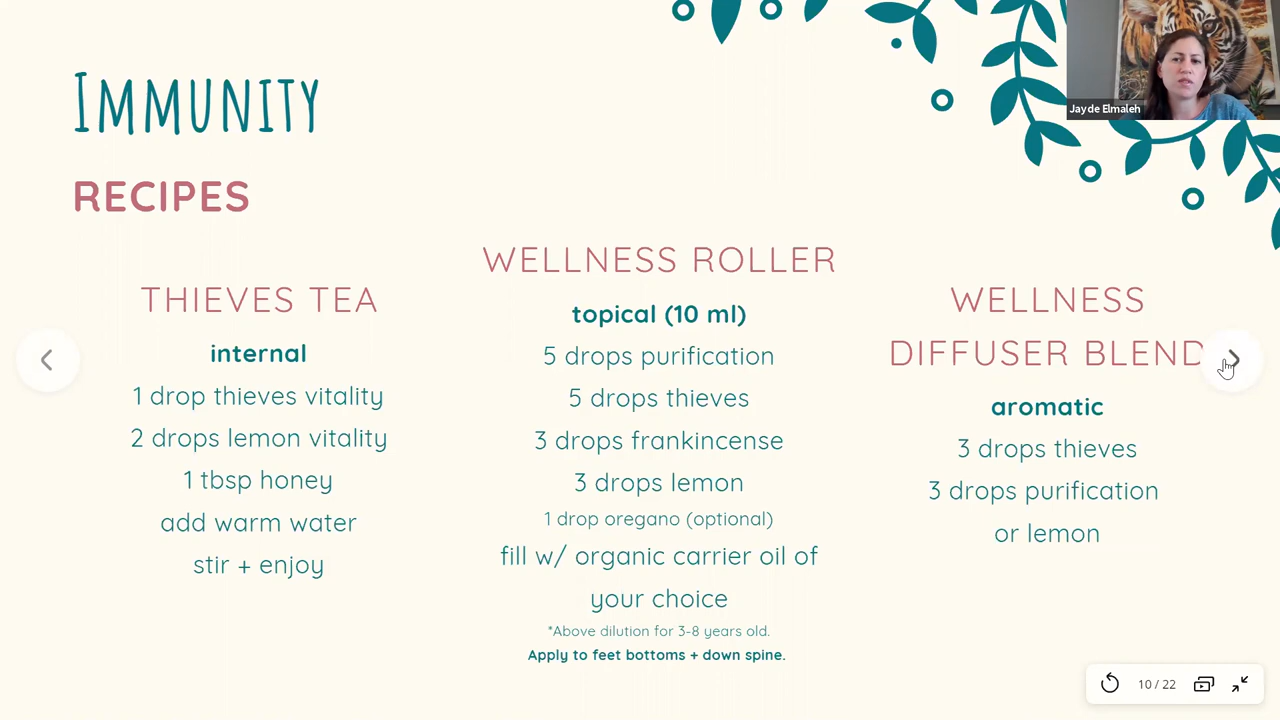 IMMUNITY
RECIPES
THIEVES TEA
internal
1 drop thieves vitality
2 drops lemon vitality
1 tbsp honey
add warm water
stir + enjoy
WELLNESS ROLLER
topical (10 ml)
5 drops purification
5 drops thieves
3 drops frankincense
3 drops lemon
1 drop oregano (optional)
fill w/ organic carrier oil of
your choice
*Above dilution for 3-8 years old.
Apply to feet bottoms + down spine.
WELLNESS
DIFFUSER BLEND
aromatic
3 drops thieves
3 drops purification
or lemon
Jayde Elmaleh
10 / 22